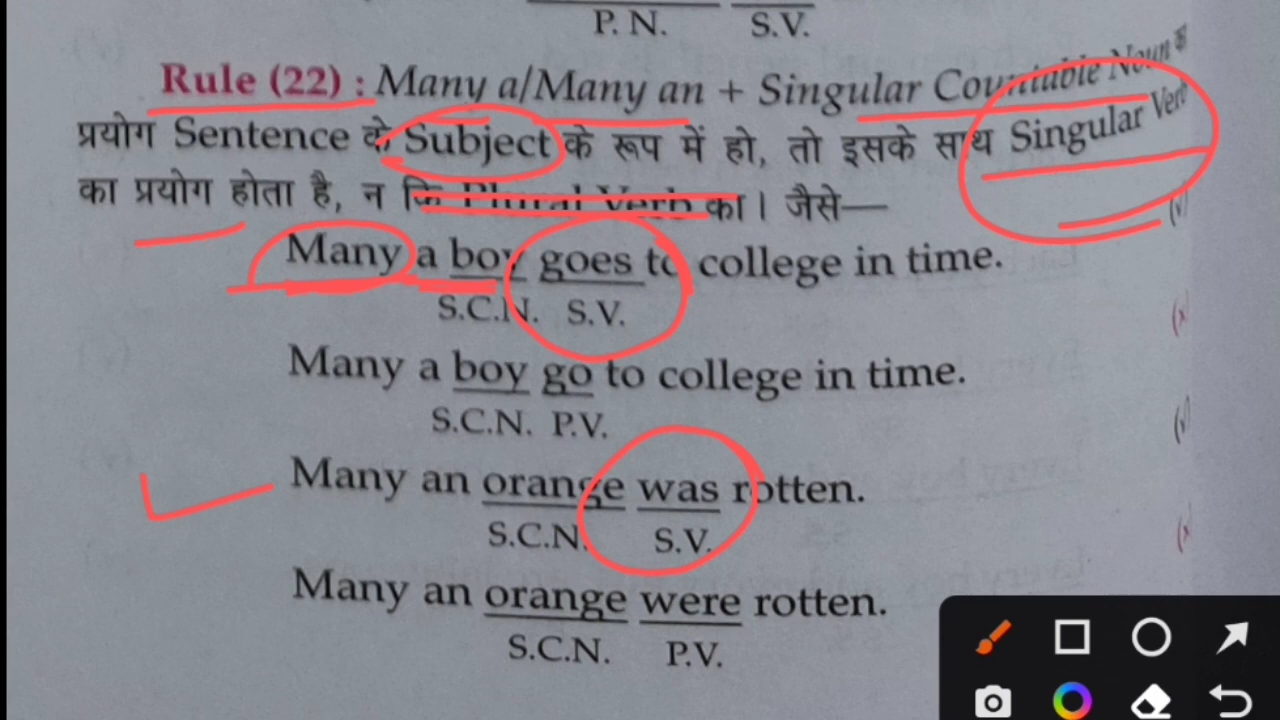 P. N. S.V.
Rule (22) : Many a/Many an + Singular Countable Noun का
प्रयोग Sentence के Subject के रूप में हो, तो इसके साथ Singular Verb
का प्रयोग होता है, न कि Plural Verb का। जैसे—
Many a boy goes to college in time. (√)
S.C.N. S.V.
Many a boy go to college in time. (×)
S.C.N. P.V.
Many an orange was rotten. (√)
S.C.N. S.V.
Many an orange were rotten. (×)
S.C.N. P.V.